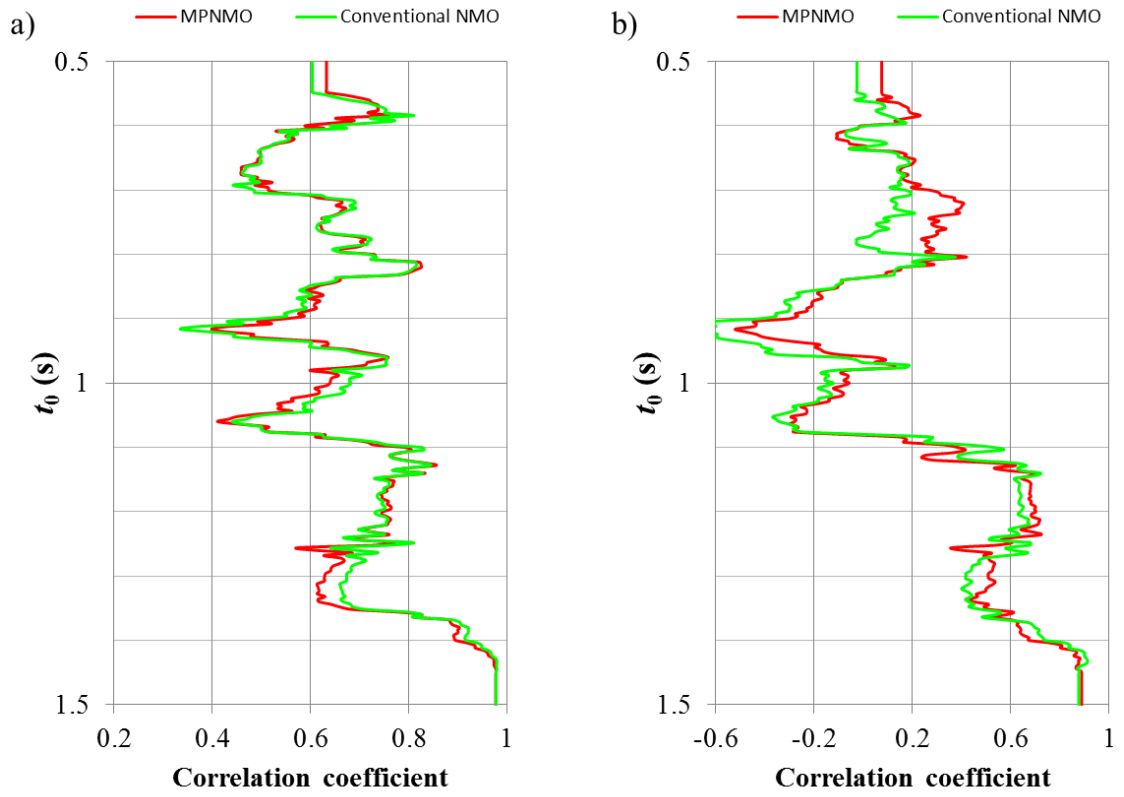 a)
MPNMO Conventional NMO
0.5
1
1.5
t0 (s)
0.2 0.4 0.6 0.8 1
Correlation coefficient
b)
MPNMO Conventional NMO
0.5
1
1.5
t0 (s)
-0.6 -0.2 0.2 0.6 1
Correlation coefficient